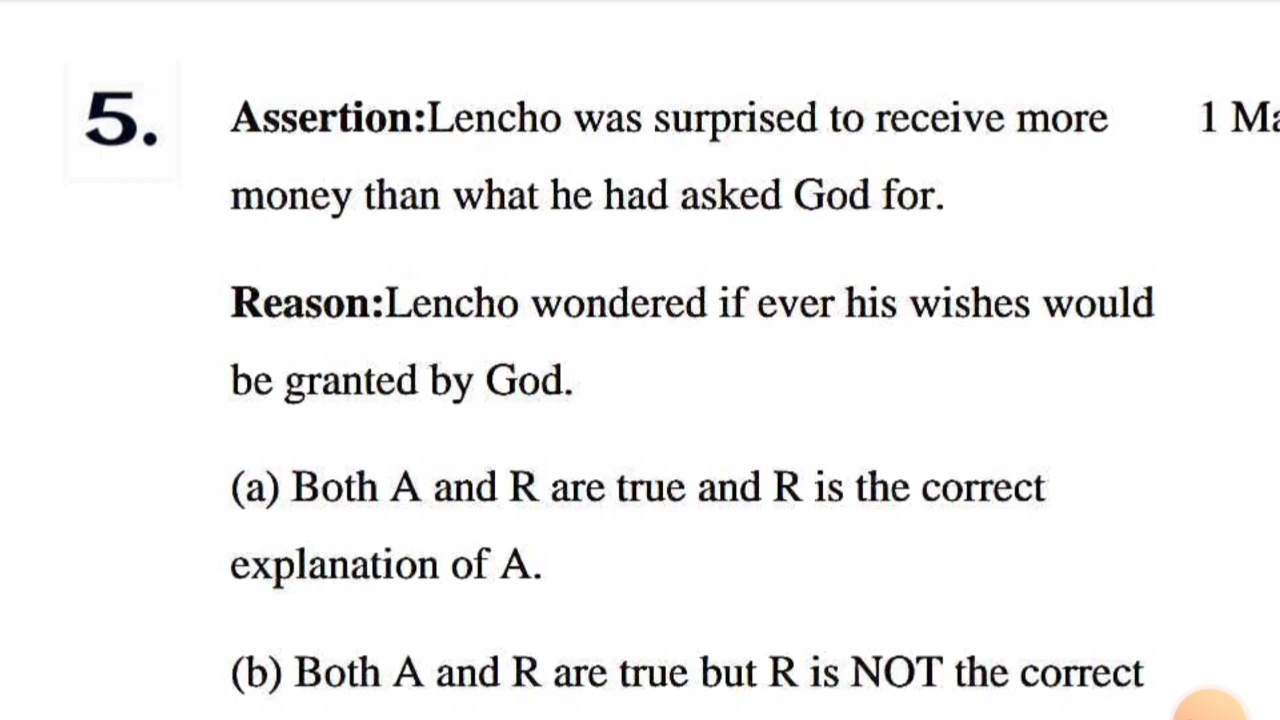 5. Assertion:Lencho was surprised to receive more 1
money than what he had asked God for.
Reason:Lencho wondered if ever his wishes would
be granted by God.
(a) Both A and R are true and R is the correct
explanation of A.
(b) Both A and R are true but R is NOT the correct